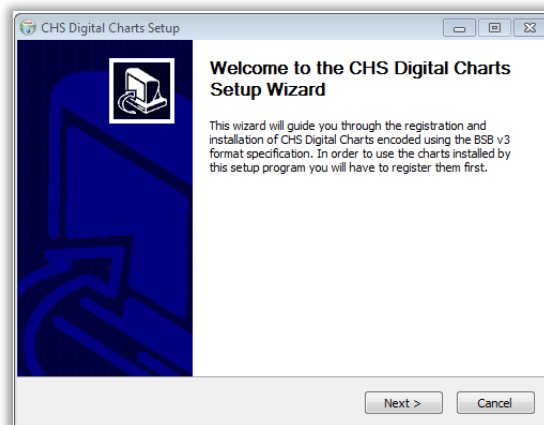 CHS Digital Charts Setup
Welcome to the CHS Digital Charts
Setup Wizard
This wizard will guide you through the registration and
installation of CHS Digital Charts encoded using the BSB v3
format specification. In order to use the charts installed by
this setup program you will have to register them first.
Next >
Cancel